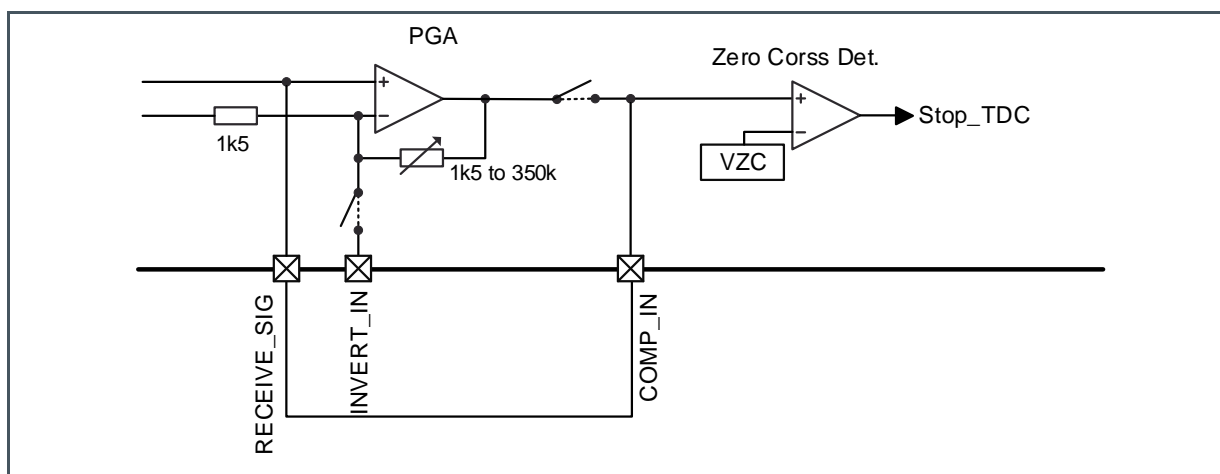 PGA
Zero Corss Det.
+
−
1k5
1k5 to 350k
+
−
VZC
Stop_TDC
RECEIVE_SIG
INVERT_IN
COMP_IN